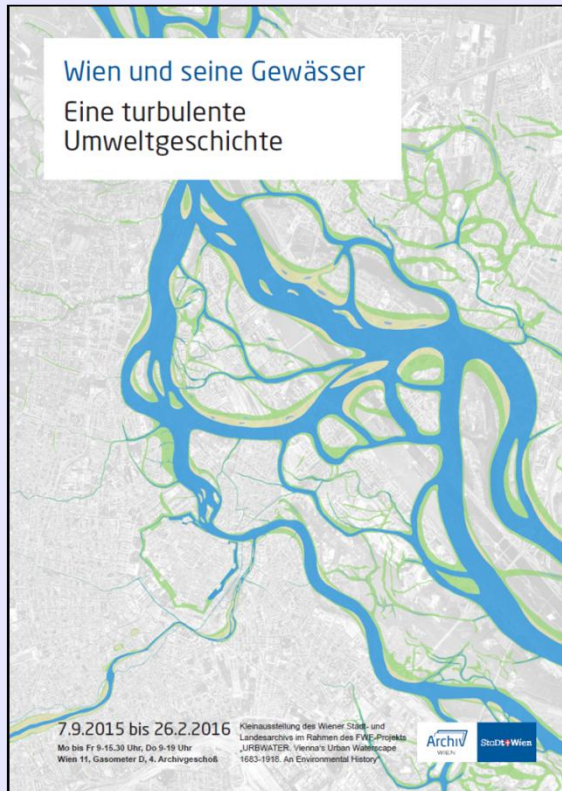 Wien und seine Gewässer
Eine turbulente
Umweltgeschichte
7.9.2015 bis 26.2.2016
Mo bis Fr 9-15.30 Uhr, Do 9-19 Uhr
Wien 11, Gasometer D, 4. Archivgeschoß
Kleinausstellung des Wiener Stadt- und
Landesarchivs im Rahmen des FWF-Projekts
„URBWATER. Vienna's Urban Waterscape
1683-1918. An Environmental History"
Archiv
WIEN
StaDt Wien